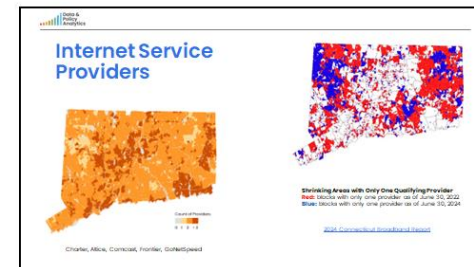 Data &
Policy
Analytics
Internet Service
Providers
Count of Providers
Charter, Altice, Comcast, Frontier, GoNetSpeed
Shrinking Areas with Only One Qualifying Provider
Red: blocks with only one provider as of June 30, 2022
Blue: blocks with only one provider as of June 30, 2024
2024 Connecticut Broadband Report